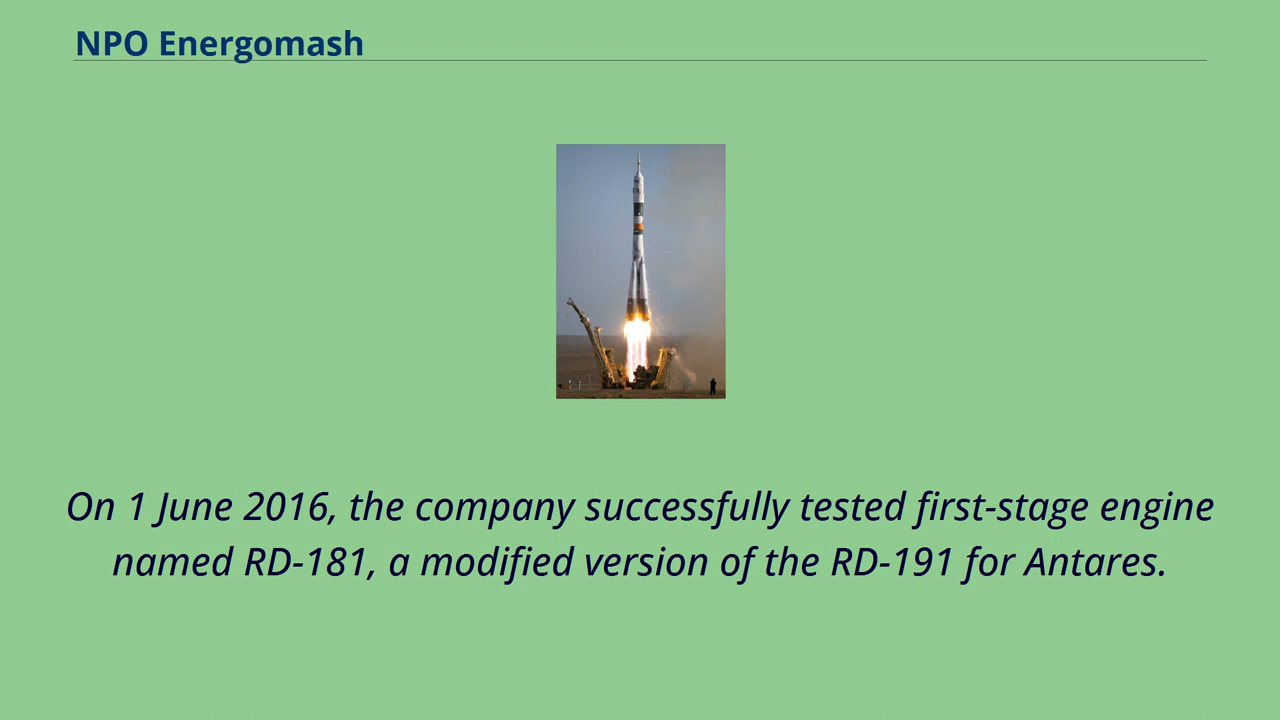 NPO Energomash
On 1 June 2016, the company successfully tested first-stage engine
named RD-181, a modified version of the RD-191 for Antares.